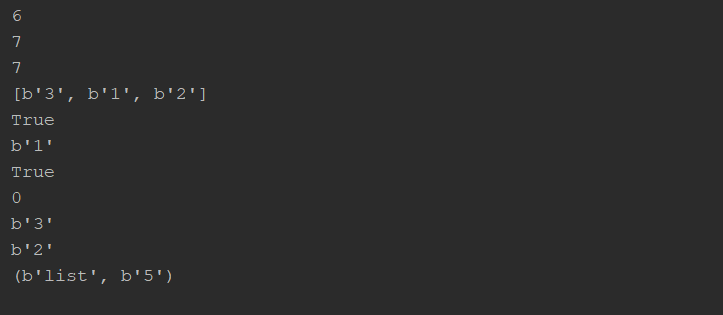 6
7
7
[b'3', b'1', b'2']
True
b'1'
True
0
b'3'
b'2'
(b'list', b'5')